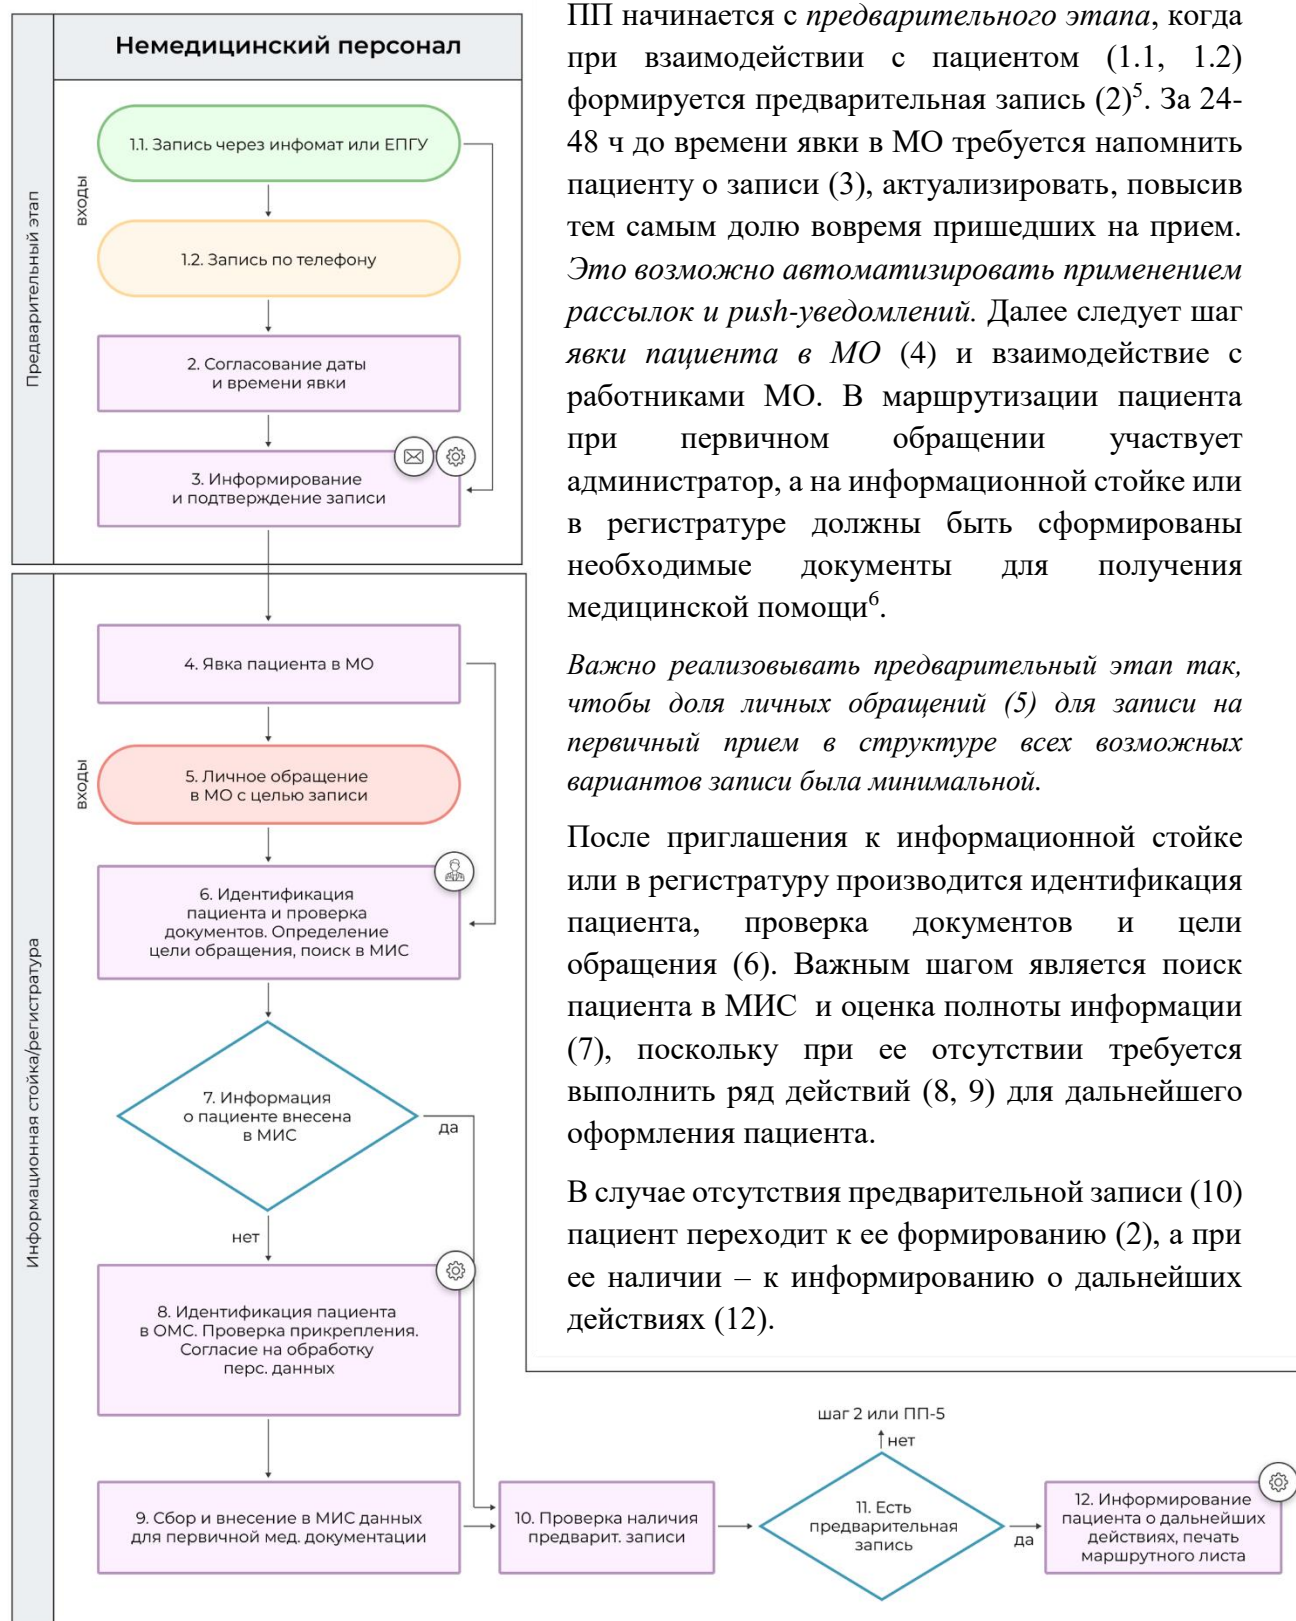 Немедицинский персонал
Предварительный этап
входы
1.1. Запись через инфомат или ЕПГУ
1.2. Запись по телефону
2. Согласование даты
и времени явки
3. Информирование
и подтверждение записи
ПП начинается с предварительного этапа, когда
при взаимодействии с пациентом (1.1, 1.2)
формируется предварительная запись (2)5. За 24-
48 ч до времени явки в МО требуется напомнить
пациенту о записи (3), актуализировать, повысив
тем самым долю вовремя пришедших на прием.
Это возможно автоматизировать применением
рассылок и push-уведомлений. Далее следует шаг
явки пациента в МО (4) и взаимодействие с
работниками МО. В маршрутизации пациента
при первичном обращении участвует
администратор, а на информационной стойке или
в регистратуре должны быть сформированы
необходимые документы для получения
медицинской помощи6.
Важно реализовывать предварительный этап так,
чтобы доля личных обращений (5) для записи на
первичный прием в структуре всех возможных
вариантов записи была минимальной.
После приглашения к информационной стойке
или в регистратуру производится идентификация
пациента, проверка документов и цели
обращения (6). Важным шагом является поиск
пациента в МИС и оценка полноты информации
(7), поскольку при ее отсутствии требуется
выполнить ряд действий (8, 9) для дальнейшего
оформления пациента.
В случае отсутствия предварительной записи (10)
пациент переходит к ее формированию (2), а при
ее наличии – к информированию о дальнейших
действиях (12).
Информационная стойка/регистратура
4. Явка пациента в МО
входы
5. Личное обращение
в МО с целью записи
6. Идентификация
пациента и проверка
документов. Определение
цели обращения, поиск в МИС
7. Информация
о пациенте внесена
в МИС
да
нет
8. Идентификация пациента
в ОМС. Проверка прикрепления.
Согласие на обработку
перс. данных
9. Сбор и внесение в МИС данных
для первичной мед. документации
10. Проверка наличия
предварит. записи
шаг 2 или ПП-5
нет
11. Есть
предварительная
запись
да
12. Информирование
пациента о дальнейших
действиях, печать
маршрутного листа